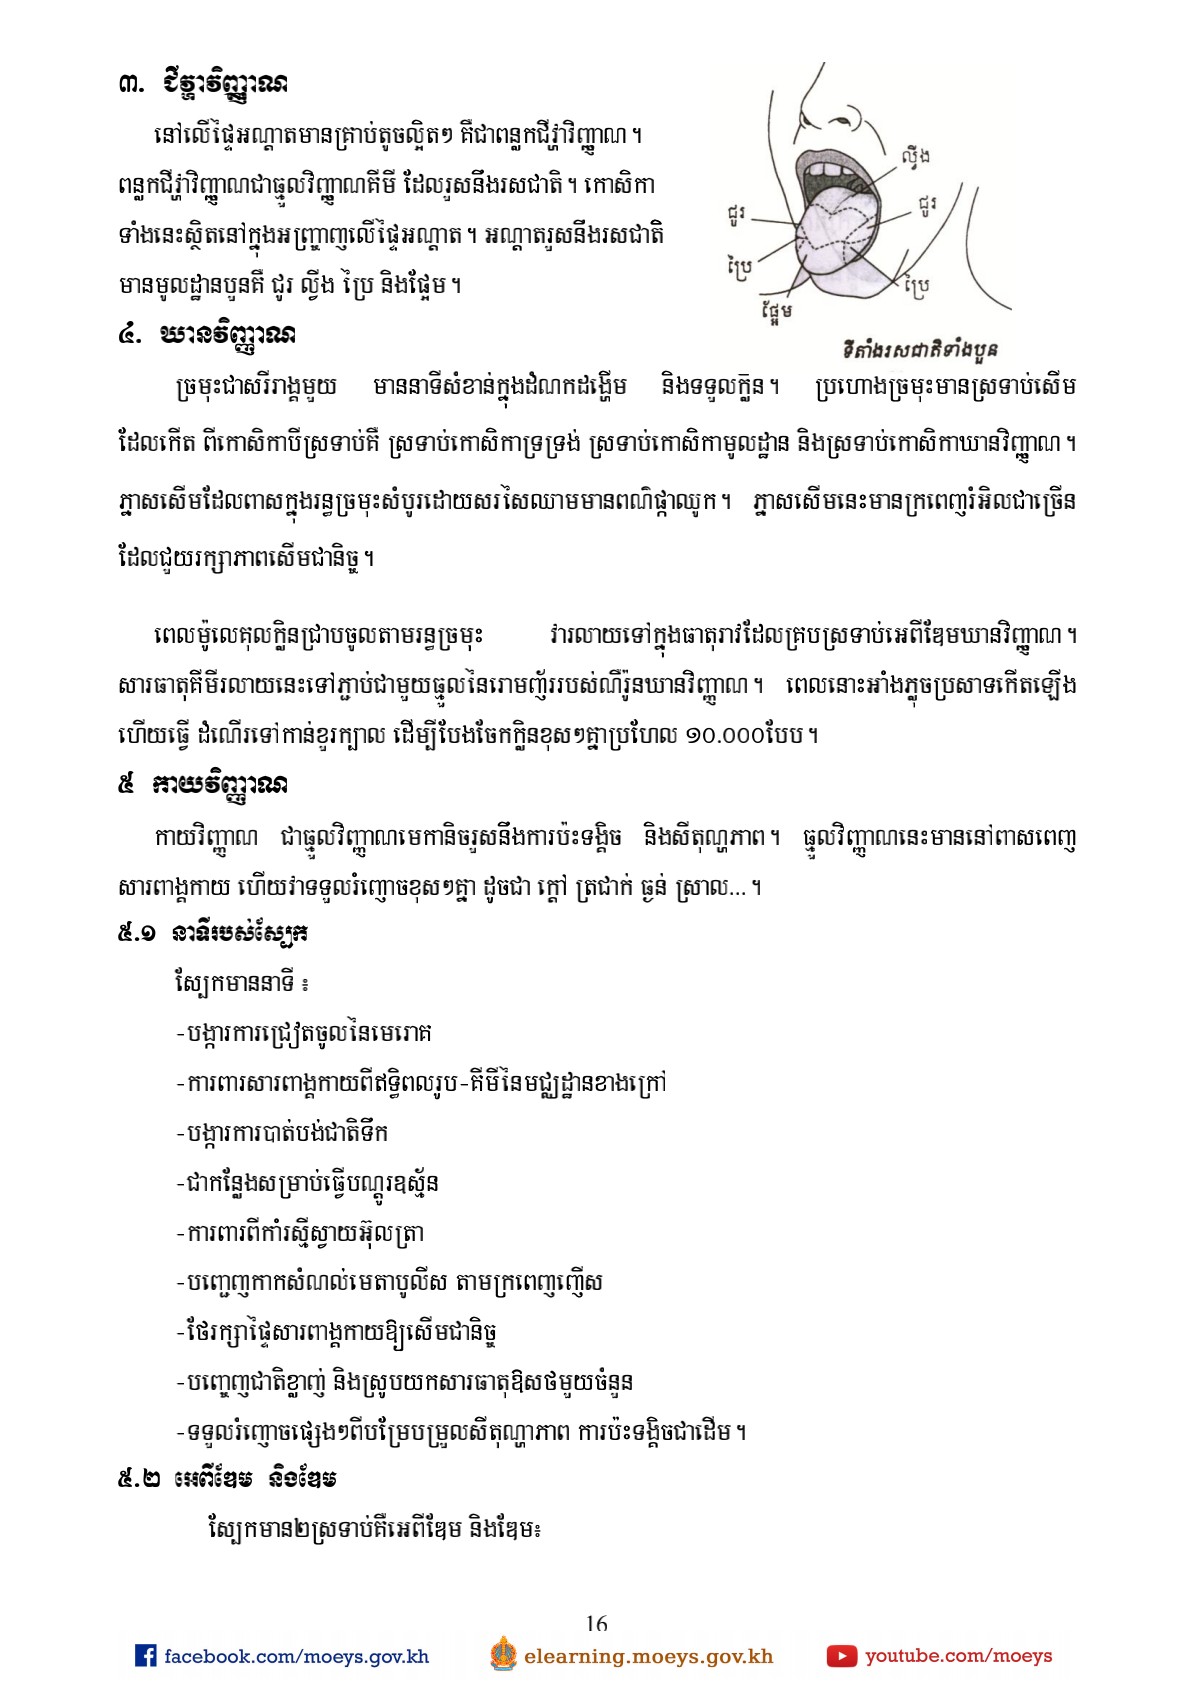 ៣. ជីវ្ហាវិញ្ញាណ
នៅលើផ្ទៃអណ្តាតមានគ្រាប់តូចល្អិតៗ គឺជាពន្លកជីវ្ហាវិញ្ញាណ។
ពន្លកជីវ្ហាវិញ្ញាណជាធ្មួលវិញ្ញាណគីមី ដែលរួសនឹងរសជាតិ។ កោសិកា
ទាំងនេះស្ថិតនៅក្នុងអញ្ច្រាញលើផ្ទៃអណ្តាត។ អណ្តាតរួសនឹងរសជាតិ
មានមូលដ្ឋានបួនគឺ ជូរ ល្វីង ប្រៃ និងផ្អែម។
ល្វីង
ជូរ
ជូរ
ប្រៃ
ប្រៃ
ផ្អែម
ទីតាំងរសជាតិទាំងបួន
៤. ឃានវិញ្ញាណ
ច្រមុះជាសរីរាង្គមួយ មាននាទីសំខាន់ក្នុងដំណកដង្ហើម និងទទួលក្លិន។ ប្រហោងច្រមុះមានស្រទាប់សើម
ដែលកើត ពីកោសិកាបីស្រទាប់គឺ ស្រទាប់កោសិកាទ្រទ្រង់ ស្រទាប់កោសិកាមូលដ្ឋាន និងស្រទាប់កោសិកាឃានវិញ្ញាណ។
ភ្នាសសើមដែលពាសក្នុងរន្ធច្រមុះសំបូរដោយសរសៃឈាមមានពណ៌ផ្កាឈូក។ ភ្នាសសើមនេះមានក្រពេញរំអិលជាច្រើន
ដែលជួយរក្សាភាពសើមជានិច្ច។
ពេលម៉ូលេគុលក្លិនជ្រាបចូលតាមរន្ធច្រមុះ វារលាយទៅក្នុងធាតុរាវដែលគ្របស្រទាប់អេពីឌែមឃានវិញ្ញាណ។
សារធាតុគីមីរលាយនេះទៅភ្ជាប់ជាមួយធ្មួលនៃរោមញ័ររបស់ណឺរ៉ូនឃានវិញ្ញាណ។ ពេលនោះអាំងភ្លុចប្រសាទកើតឡើង
ហើយធ្វើ ដំណើរទៅកាន់ខួរក្បាល ដើម្បីបែងចែកក្លិនខុសៗគ្នាប្រហែល ១០.០០០បែប។
៥ កាយវិញ្ញាណ
កាយវិញ្ញាណ ជាធ្មួលវិញ្ញាណមេកានិចរួសនឹងការប៉ះទង្គិច និងសីតុណ្ហភាព។ ធ្មួលវិញ្ញាណនេះមាននៅពាសពេញ
សារពាង្គកាយ ហើយវាទទួលរំញោចខុសៗគ្នា ដូចជា ក្តៅ ត្រជាក់ ធ្ងន់ ស្រាល...។
៥.១ នាទីរបស់ស្បែក
ស្បែកមាននាទី ៖
-បង្ការការជ្រៀតចូលនៃមេរោគ
-ការពារសារពាង្គកាយពីឥទ្ធិពលរូប-គីមីនៃមជ្ឈដ្ឋានខាងក្រៅ
-បង្ការការបាត់បង់ជាតិទឹក
-ជាកន្លែងសម្រាប់ធ្វើបណ្តូរឧស្ម័ន
-ការពារពីកាំរស្មីស្វាយអ៊ុលត្រា
-បញ្ជេញកាកសំណល់មេតាបូលីស តាមក្រពេញញើស
-ថែរក្សាផ្ទៃសារពាង្គកាយឱ្យសើមជានិច្ច
-បញ្ចេញជាតិខ្លាញ់ និងស្រូបយកសារធាតុឱសថមួយចំនួន
-ទទួលរំញោចផ្សេងៗពីបម្រែបម្រួលសីតុណ្ហាភាព ការប៉ះទង្គិចជាដើម។
៥.២ អេពីឌែម និងឌែម
ស្បែកមាន២ស្រទាប់គឺអេពីឌែម និងឌែម៖
16
facebook.com/moeys.gov.kh
elearning.moeys.gov.kh
youtube.com/moeys